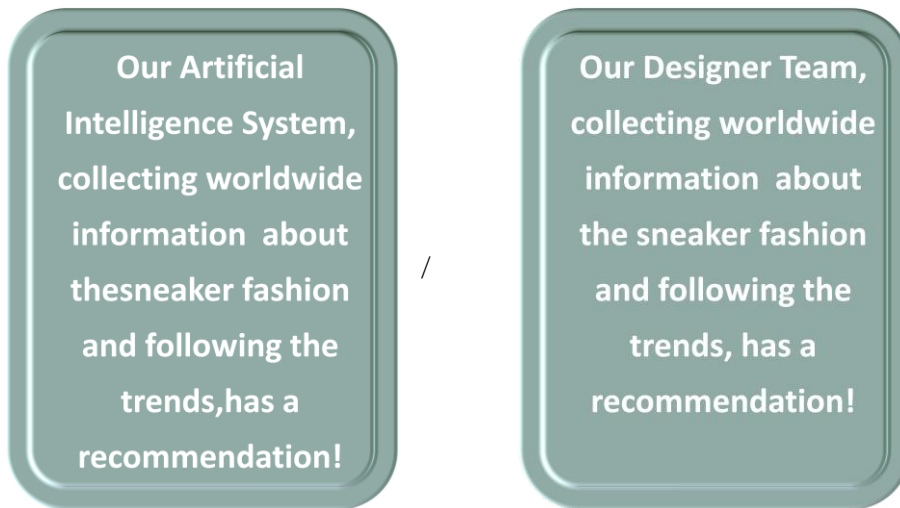 Our Artificial
Intelligence System,
collecting worldwide
information  about
thesneaker fashion
and following the
trends,has a
recommendation!
/
Our Designer Team,
collecting worldwide
information  about
the sneaker fashion
and following the
trends, has a
recommendation!